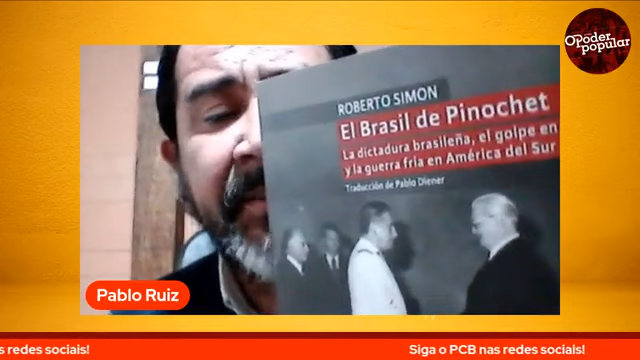 O Poder
popular
ROBERTO SIMON
El Brasil de Pinochet
La dictadura brasileña, el golpe en
y la guerra fría en América del Sur
Traducción de Pablo Diener
Pablo Ruiz
s redes sociais!
Siga o PCB nas redes sociais!